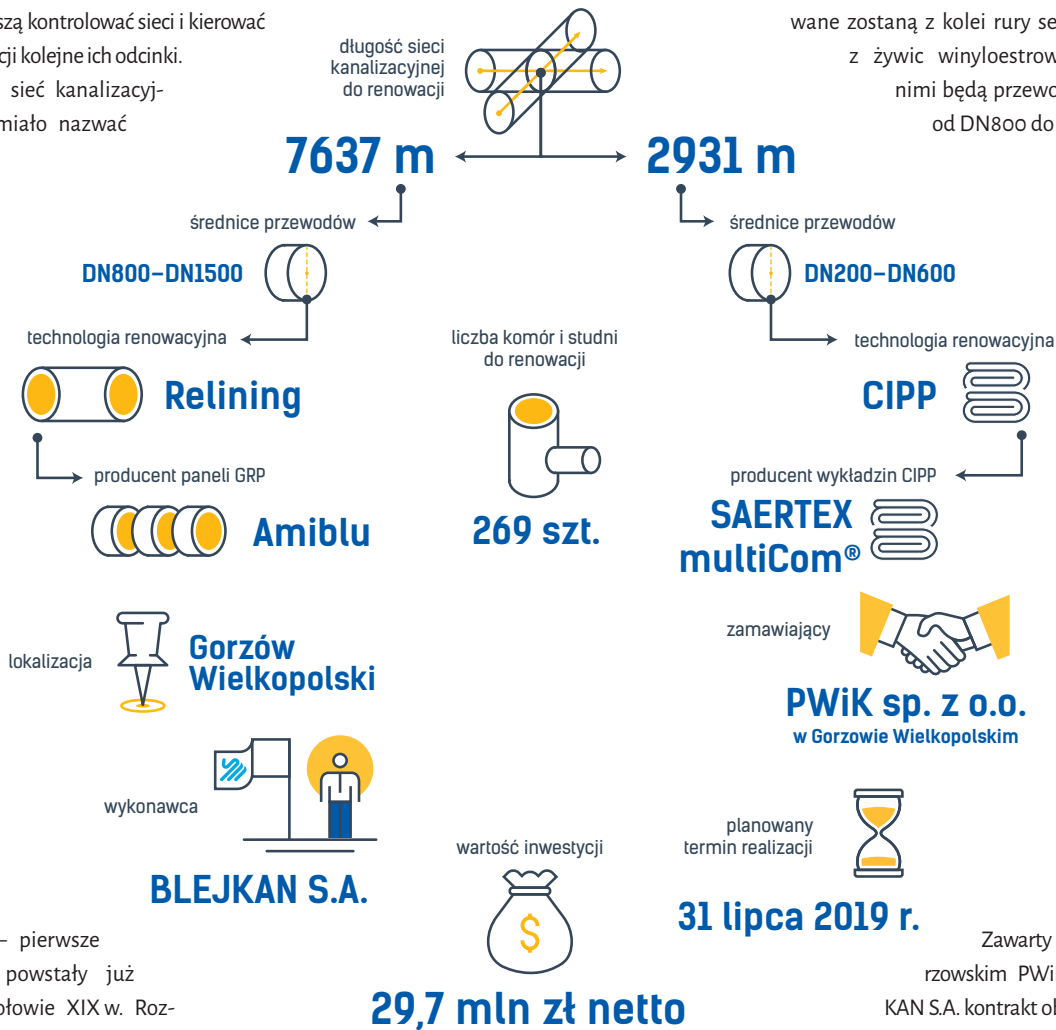 szą kontrolować sieci i kierować
cji kolejne ich odcinki.
sieć kanalizacyj-
miało nazwać
wane zostaną z kolei rury se
z żywic winyloestrow
nimi będą przewo
od DN800 do
długość sieci
kanalizacyjnej
do renowacji
7637 m
2931 m
średnice przewodów
DN800–DN1500
średnice przewodów
DN200–DN600
technologia renowacyjna
Relining
liczba komór i studni
do renowacji
269 szt.
technologia renowacyjna
CIPP
producent paneli GRP
Amiblu
producent wykładzin CIPP
SAERTEX
multiCom®
lokalizacja
Gorzów
Wielkopolski
zamawiający
PWiK sp. z o.o.
w Gorzowie Wielkopolskim
wykonawca
BLEJKAN S.A.
wartość inwestycji
$
29,7 mln zł netto
planowany
termin realizacji
31 lipca 2019 r.
– pierwsze
powstały już
ołowie XIX w. Roz-
Zawarty
rzowskim PWi
KAN S.A. kontrakt ob